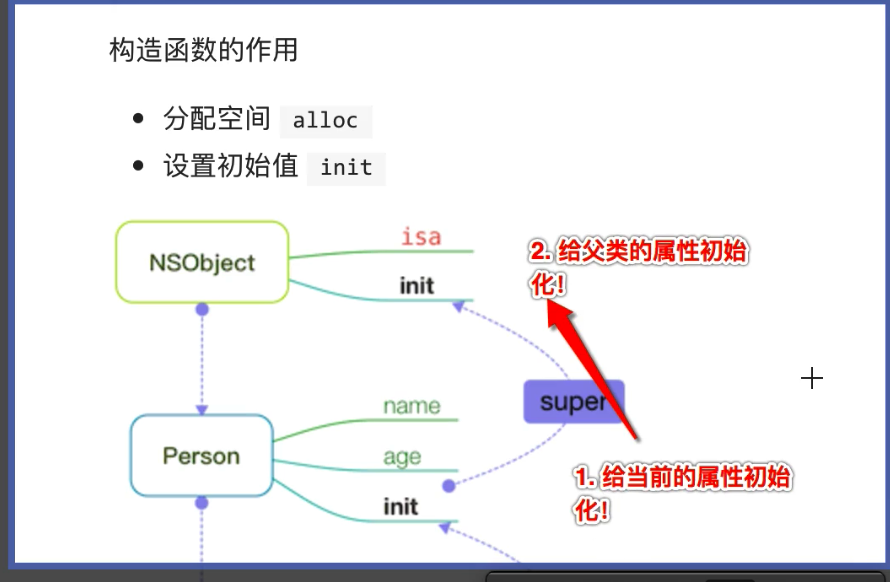 构造函数的作用
分配空间 alloc
设置初始值 init
isa
NSObject
init
2. 给父类的属性初始
化!
super
name
Person
age
init
1. 给当前的属性初始
化!